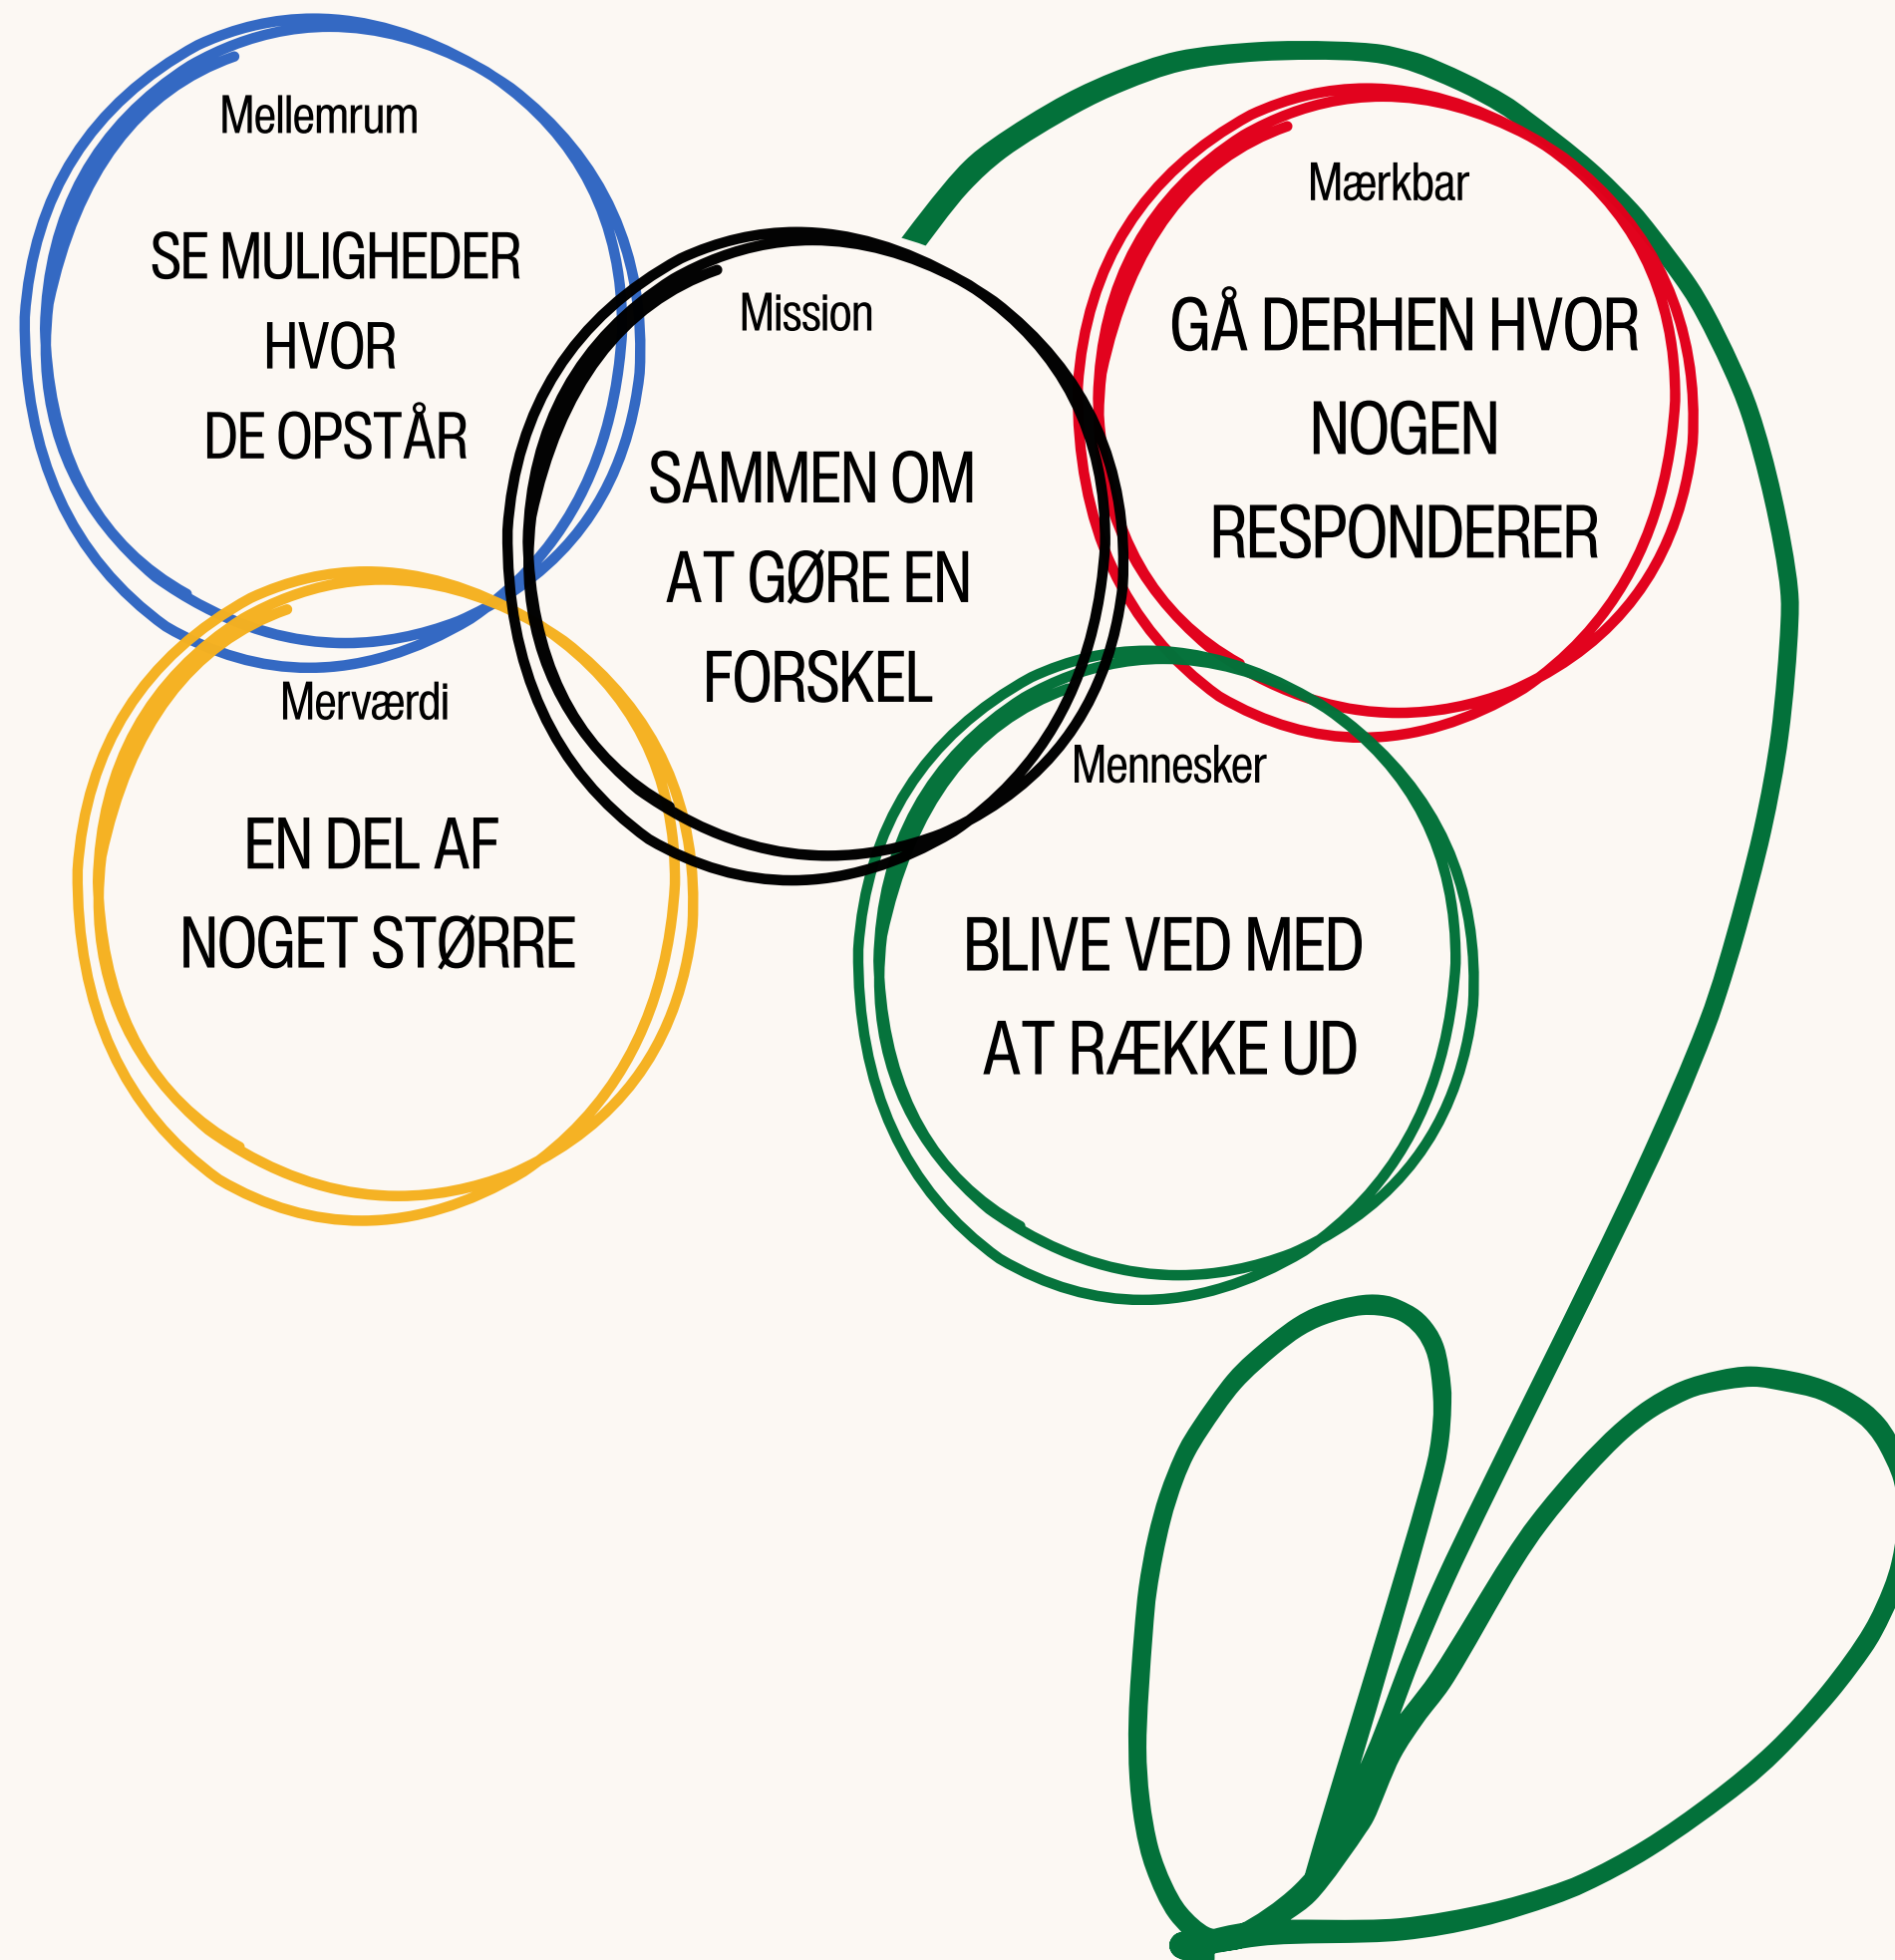 Mellemrum
SE MULIGHEDER
HVOR
DE OPSTÅR
Mission
SAMMEN OM
AT GØRE EN
FORSKEL
Mærkbar
GÅ DERHEN HVOR
NOGEN
RESPONDERER
Merværdi
EN DEL AF
NOGET STØRRE
Mennesker
BLIVE VED MED
AT RÆKKE UD